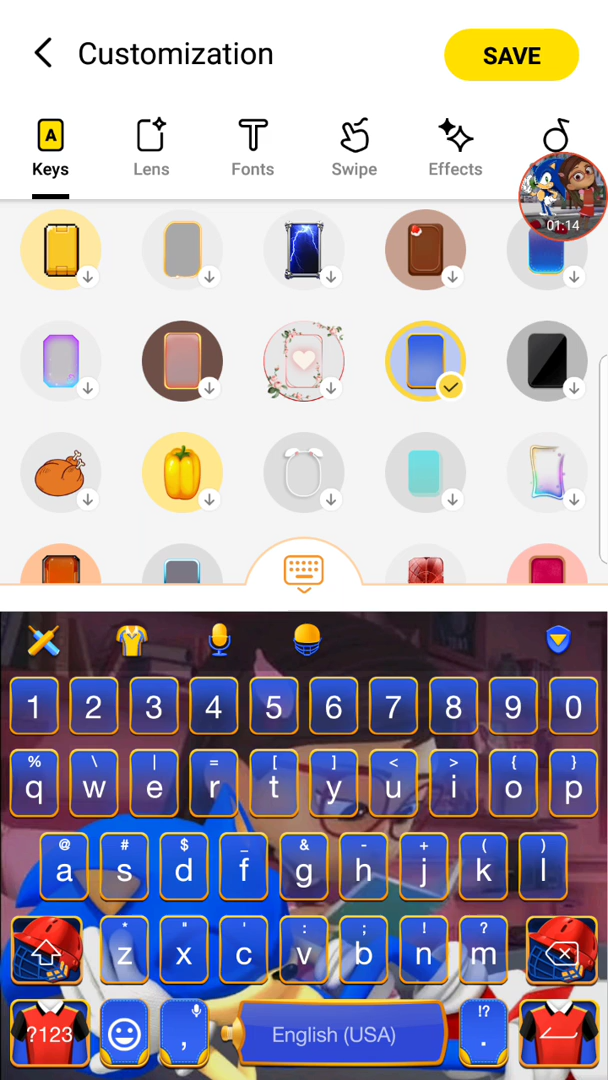 Customization
SAVE
A
Keys
Lens
Fonts
Swipe
Effects
01:14
1 2 3 4 5 6 7 8 9 0
% \ | = [ ] < > { }
q w e r t y u i o p
@ # $ _ & - + ( )
a s d f g h j k l
* " ' : ; ! ?
z x c v b n m
!?
?123 , English (USA) .